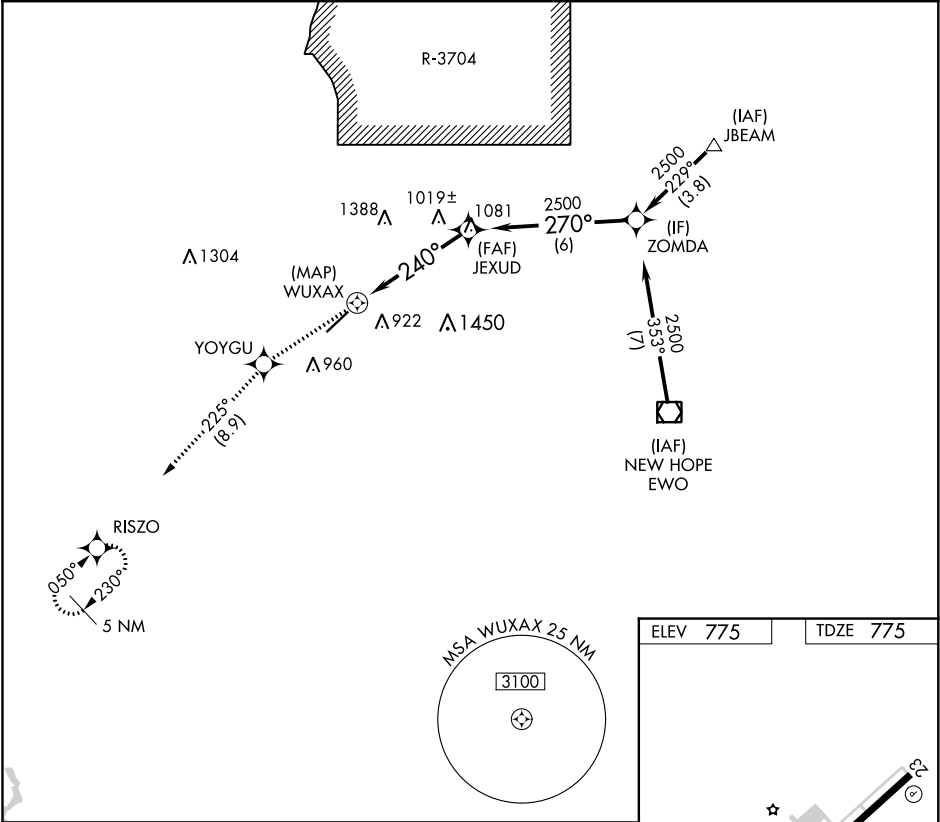 R-3704
(IAF)
JBEAM
2500
229°
(3.8)
1388
1019±
1081
2500
270°
(6)
(IF)
ZOMDA
(FAF)
JEXUD
1304
240°
(MAP)
WUXAX
922
1450
2500
353°
(7)
YOYGU
960
225°
(8.9)
(IAF)
NEW HOPE
EWO
RISZO
050°
230°
5 NM
MSA WUXAX 25 NM
3100
ELEV 775
TDZE 775
23
P